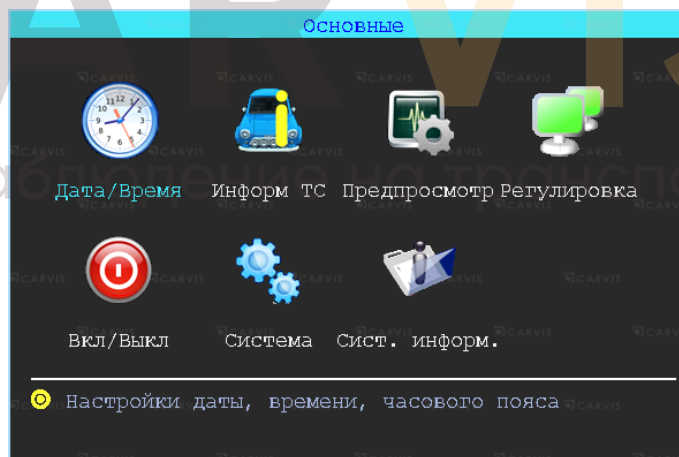 Основные
Дата/Время Информ ТС Предпросмотр Регулировка
Вкл/Выкл Система Сист. информ.
Настройки даты, времени, часового пояса